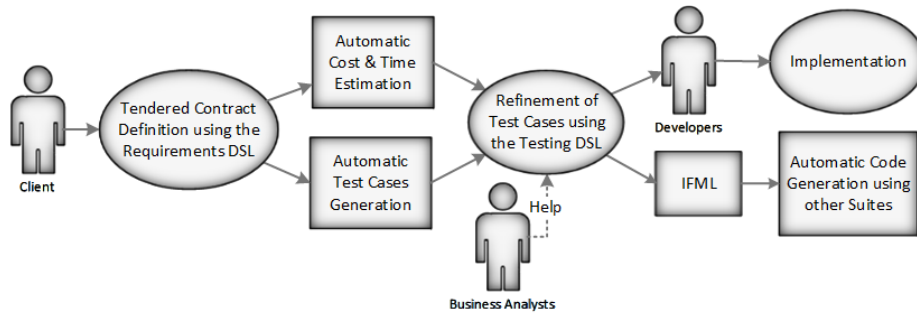 Client
Tendered Contract
Definition using the
Requirements DSL
Automatic
Cost & Time
Estimation
Automatic
Test Cases
Generation
Refinement of
Test Cases using
the Testing DSL
Help
Business Analysts
Developers
Implementation
IFML
Automatic Code
Generation using
other Suites